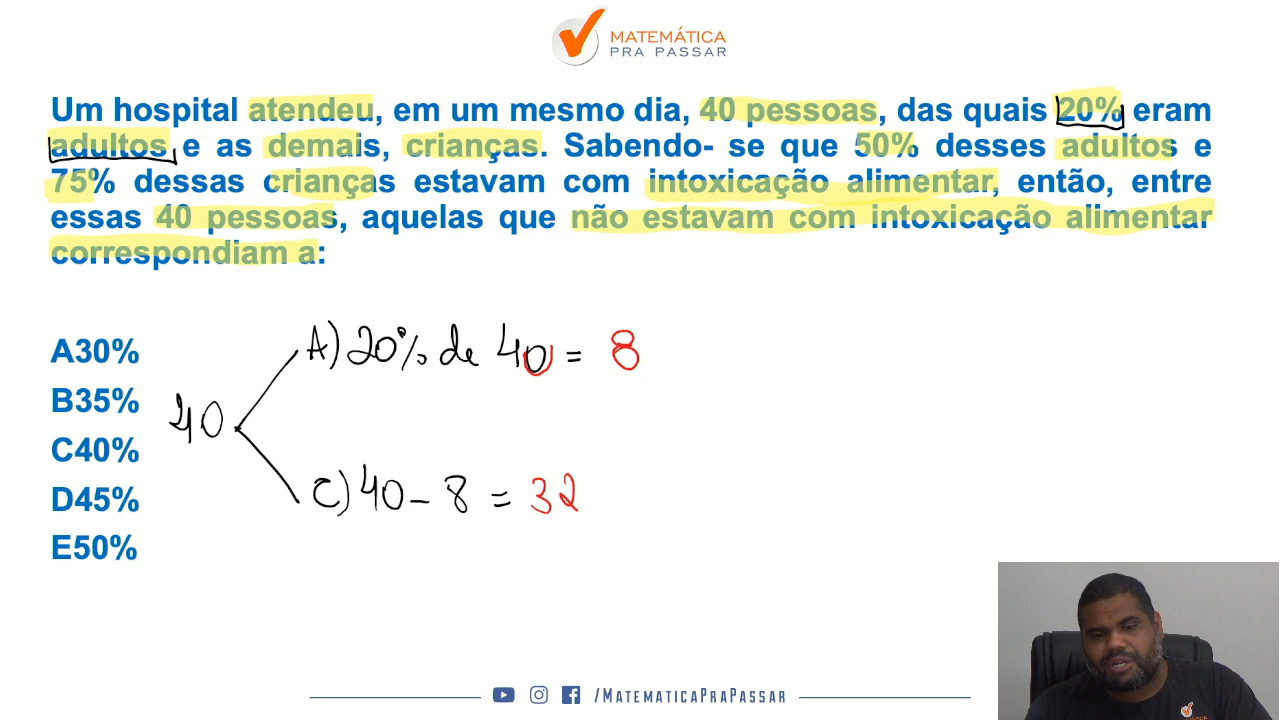 MATEMÁTICA
PRA PASSAR
Um hospital atendeu, em um mesmo dia, 40 pessoas, das quais 20% eram
adultos e as demais, crianças. Sabendo- se que 50% desses adultos e
75% dessas crianças estavam com intoxicação alimentar, então, entre
essas 40 pessoas, aquelas que não estavam com intoxicação alimentar
correspondiam a:
A30%
B35%
C40%
D45%
E50%
40
A) 20% de 40 = 8
C) 40 - 8 = 32
/MatematicaPraPassar